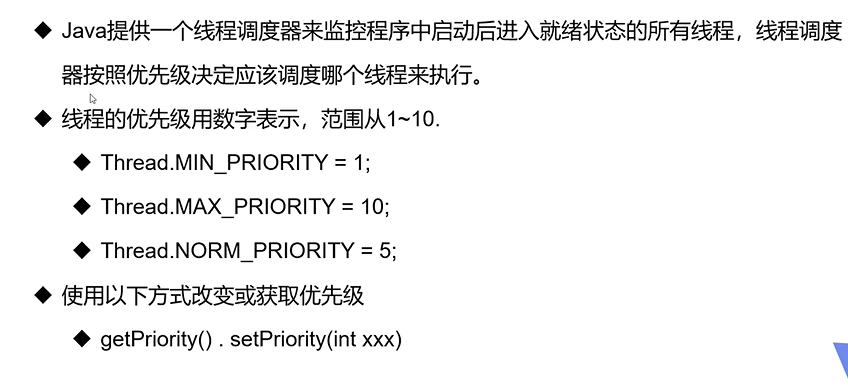 Java提供一个线程调度器来监控程序中启动后进入就绪状态的所有线程，线程调度
器按照优先级决定应该调度哪个线程来执行。
线程的优先级用数字表示，范围从1~10.
Thread.MIN_PRIORITY = 1;
Thread.MAX_PRIORITY = 10;
Thread.NORM_PRIORITY = 5;
使用以下方式改变或获取优先级
getPriority() . setPriority(int xxx)